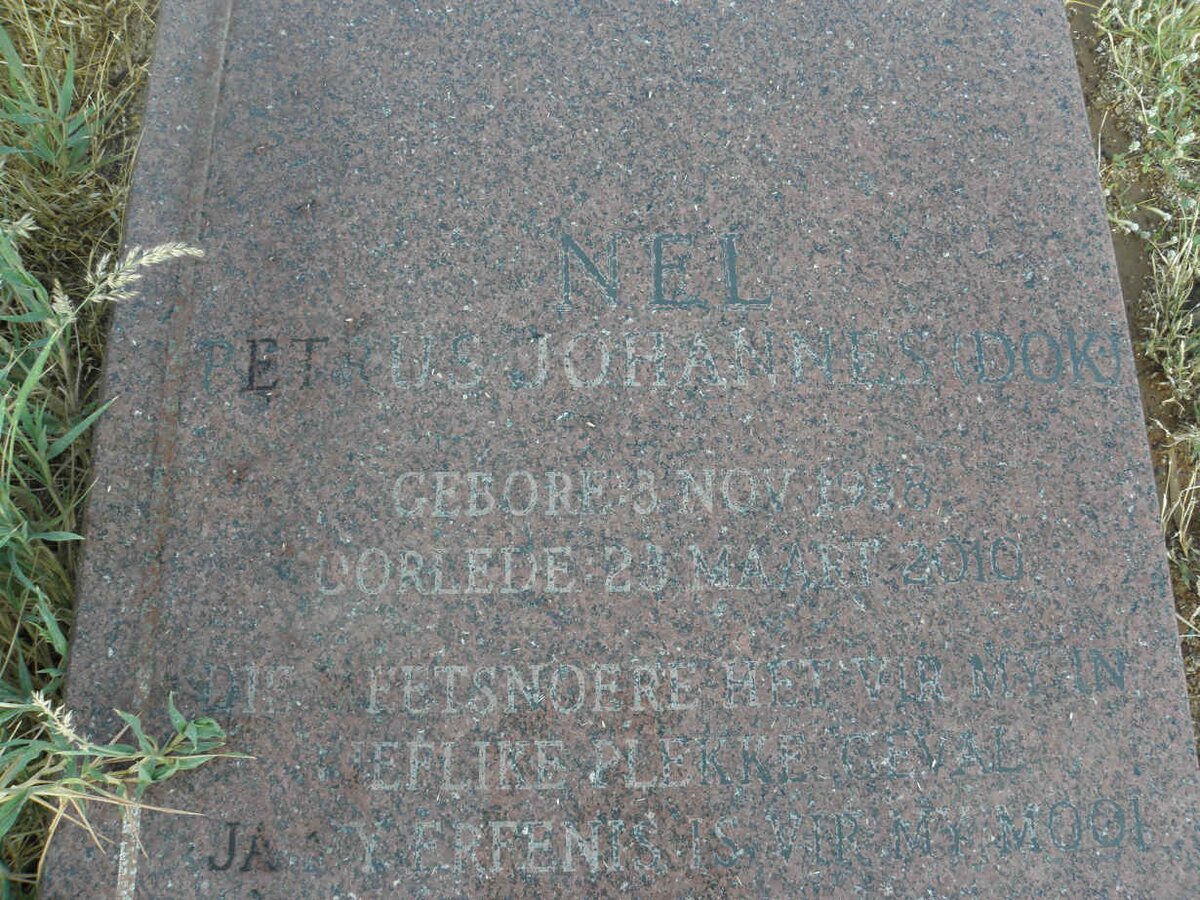 NEL
PETRUS JOHANNES (DOK)
GEBORE 3 NOV
OORLEDE 23 MAART 2010
DIE MEETSNOERE HET VIR MY IN
LIEFLIKE PLEKKE GEVAL
JA MY ERFENIS IS VIR MY MOOI